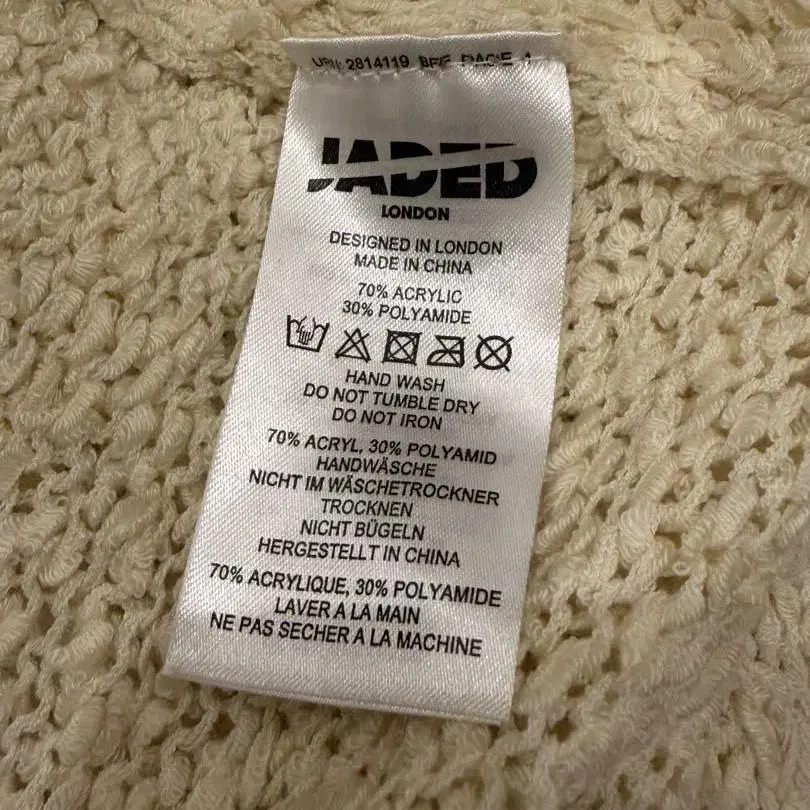 URN: 2814119
JADED
LONDON
DESIGNED IN LONDON
MADE IN CHINA
70% ACRYLIC
30% POLYAMIDE
HAND WASH
DO NOT TUMBLE DRY
DO NOT IRON
70% ACRYL, 30% POLYAMID
HANDWÄSCHE
NICHT IM WÄSCHETROCKNER
TROCKNEN
NICHT BÜGELN
HERGESTELLT IN CHINA
70% ACRYLIQUE, 30% POLYAMIDE
LAVER A LA MAIN
NE PAS SECHER A LA MACHINE